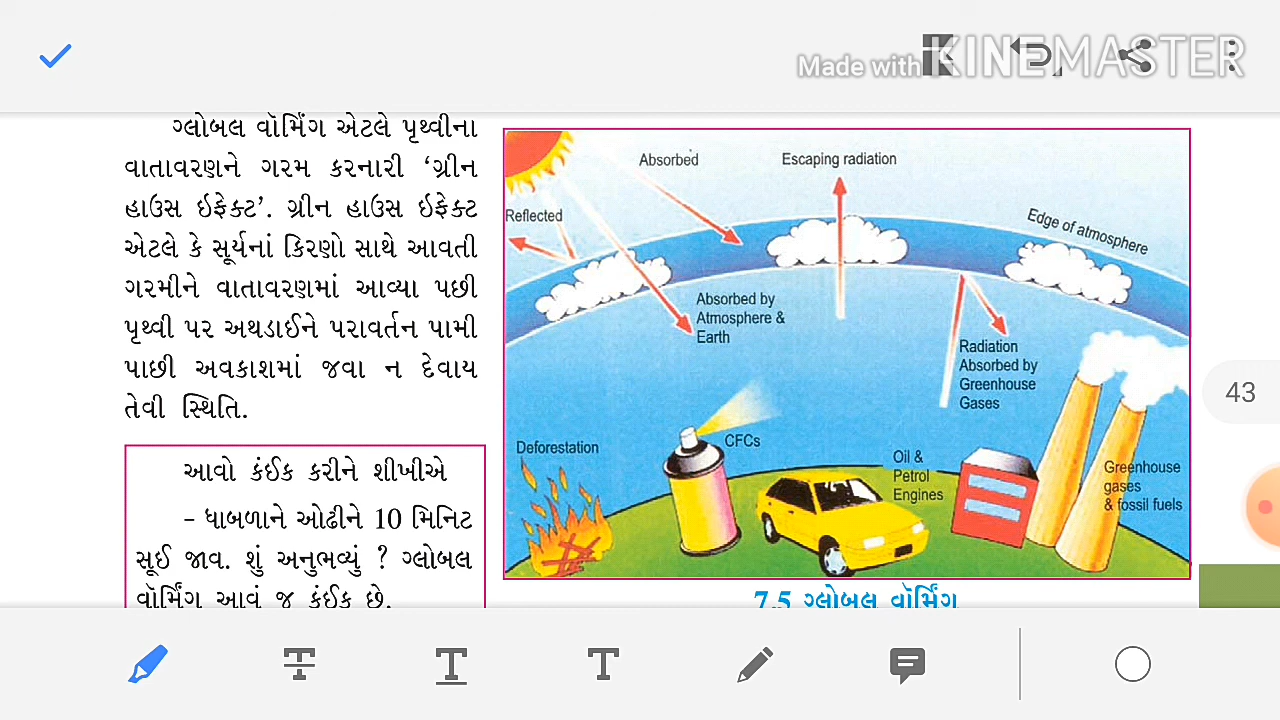 Made with KINEMASTER
ગ્લોબલ વૉર્મિંગ એટલે પૃથ્વીના
વાતાવરણને ગરમ કરનારી ‘ગ્રીન
હાઉસ ઇફેક્ટ’. ગ્રીન હાઉસ ઇફેક્ટ
એટલે કે સૂર્યનાં કિરણો સાથે આવતી
ગરમીને વાતાવરણમાં આવ્યા પછી
પૃથ્વી પર અથડાઈને પરાવર્તન પામી
પાછી અવકાશમાં જવા ન દેવાય
તેવી સ્થિતિ.
આવો કંઈક કરીને શીખીએ
- ધાબળાને ઓઢીને 10 મિનિટ
સૂઈ જાવ. શું અનુભવ્યું ? ગ્લોબલ
વૉર્મિંગ આવું જ કંઈક છે.
Absorbed
Escaping radiation
Reflected
Edge of atmosphere
Absorbed by
Atmosphere &
Earth
Radiation
Absorbed by
Greenhouse
Gases
Deforestation
CFCs
Oil &
Petrol
Engines
Greenhouse
gases
& fossil fuels
7.5 ગ્લોબલ વૉર્મિંગ
43
T
T
T